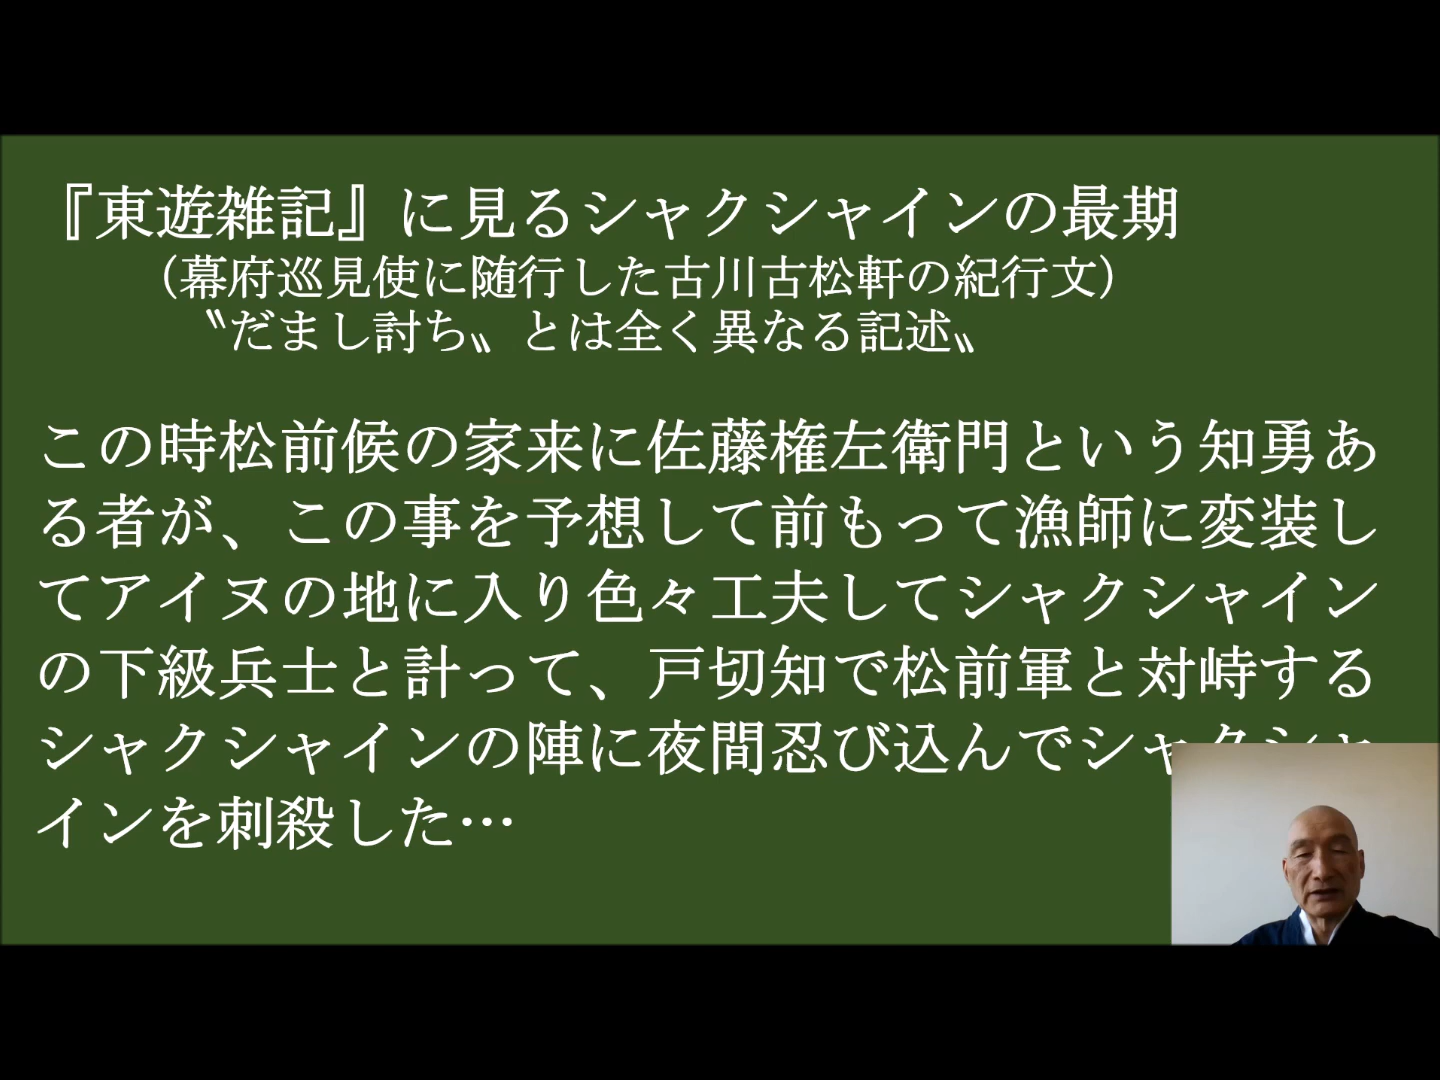 『東遊雑記』に見るシャクシャインの最期
（幕府巡見使に随行した古川古松軒の紀行文）
〝だまし討ち〟とは全く異なる記述〟
この時松前候の家来に佐藤権左衛門という知勇あ
る者が、この事を予想して前もって漁師に変装し
てアイヌの地に入り色々工夫してシャクシャイン
の下級兵士と計って、戸切知で松前軍と対峙する
シャクシャインの陣に夜間忍び込んでシャクシャ
インを刺殺した…